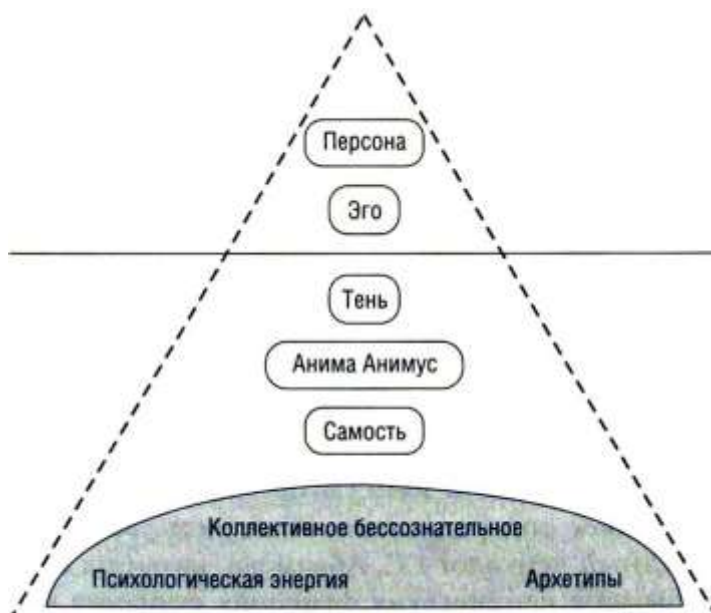 Персона
Эго
Тень
Анима Анимус
Самость
Коллективное бессознательное
Психологическая энергия Архетипы